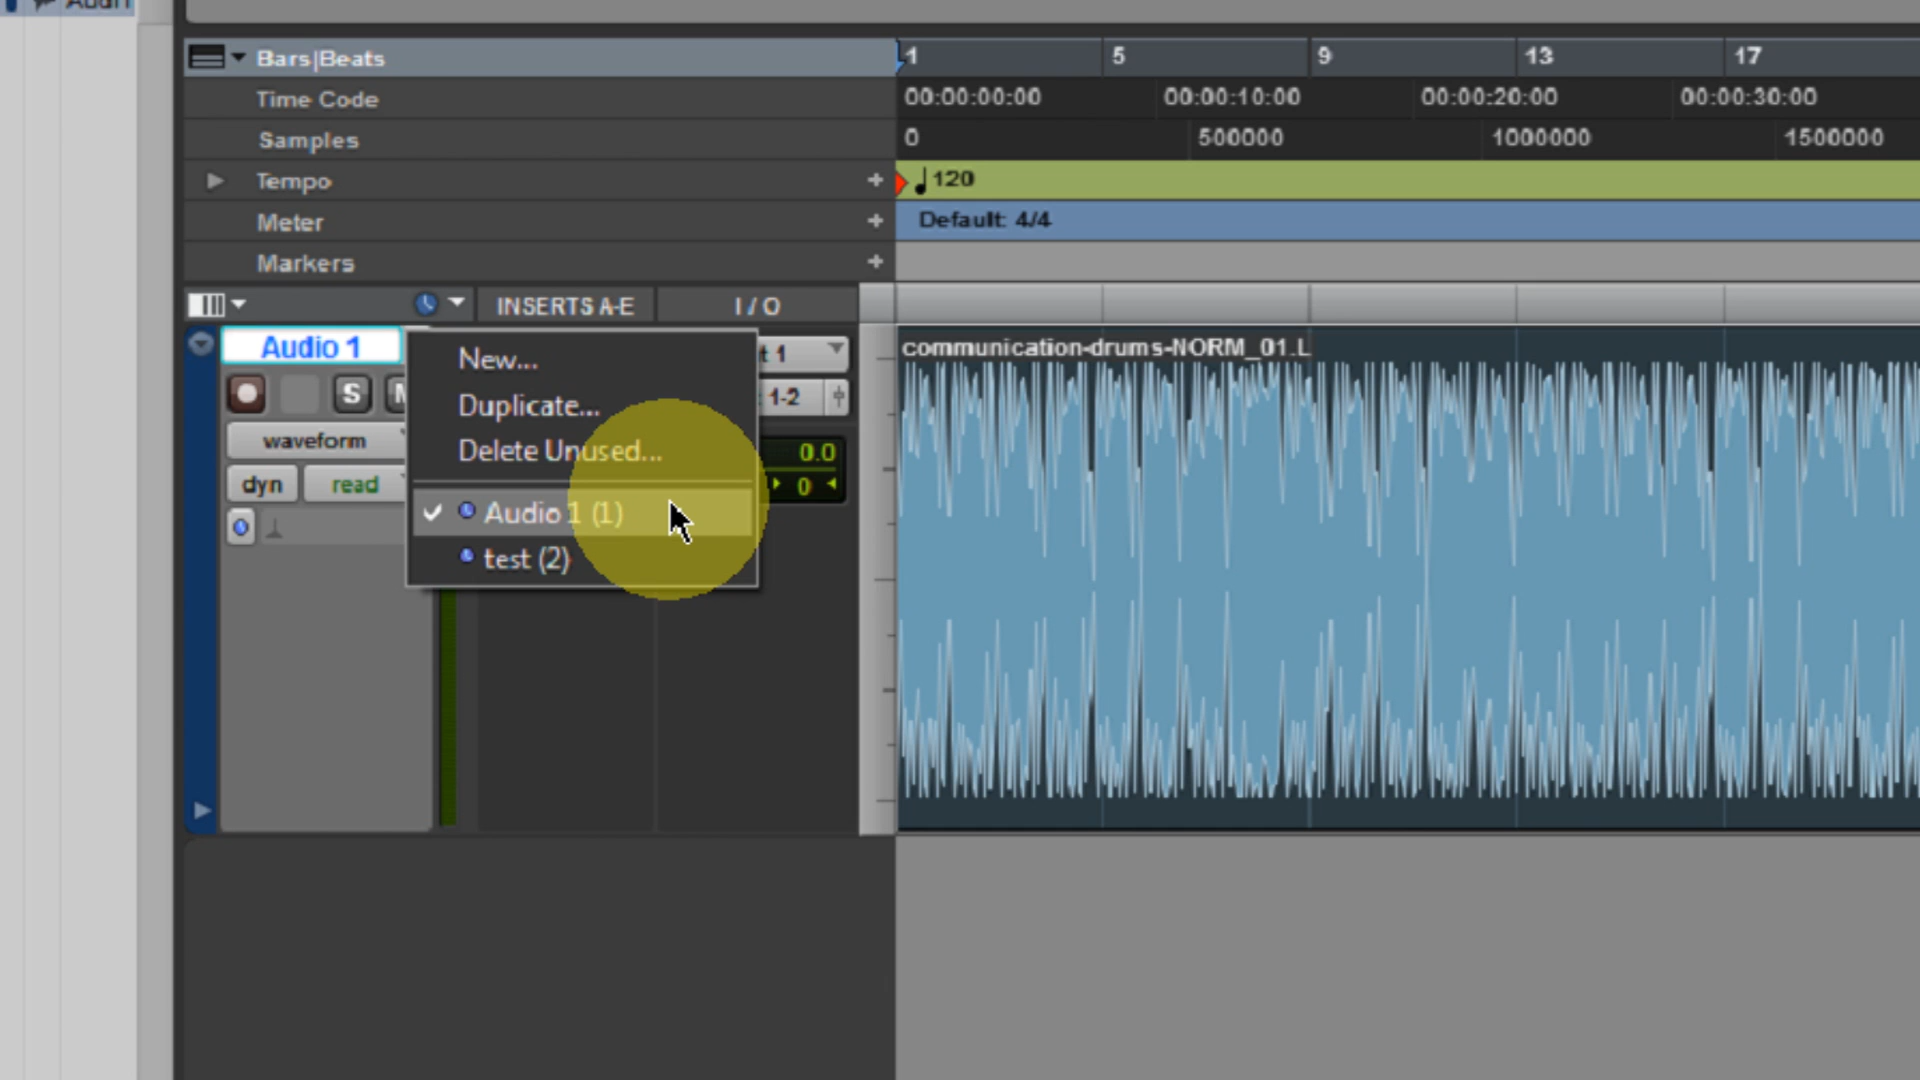 Bars|Beats
1 5 9 13 17
Time Code
00:00:00:00 00:00:10:00 00:00:20:00 00:00:30:00
Samples
0 500000 1000000 1500000
Tempo +
120
Meter +
Default: 4/4
Markers +
INSERTS A-E I / O
Audio 1
New...
t 1
communication-drums-NORM_01.L
S M
Duplicate...
1-2
waveform
Delete Unused...
0.0
dyn read
0
Audio 1 (1)
test (2)